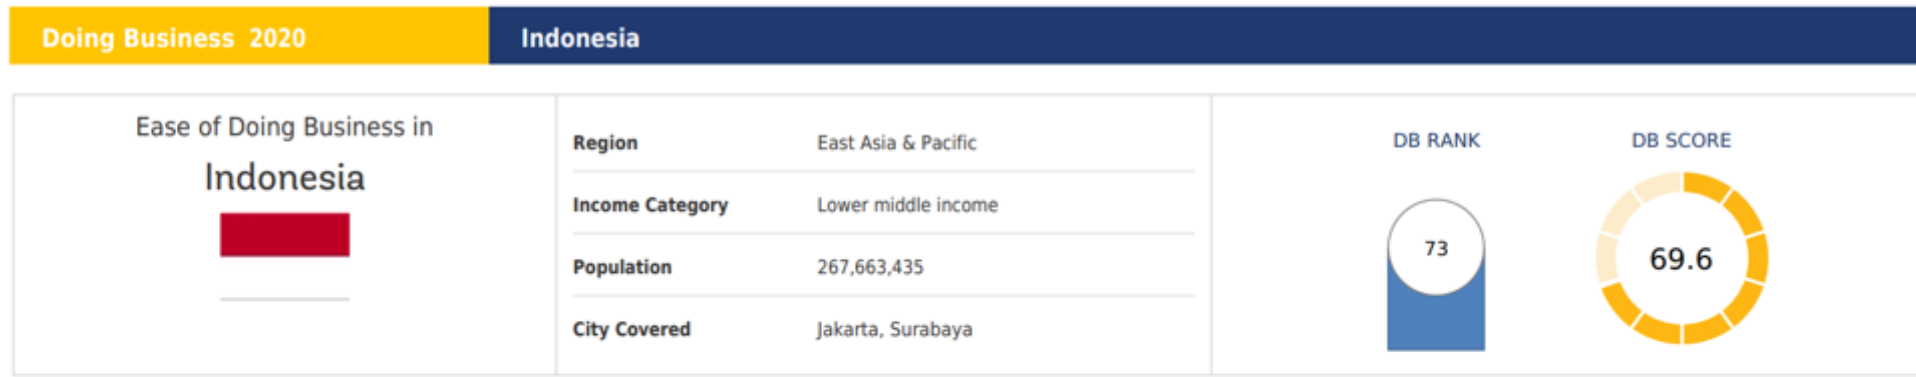 Doing Business 2020
Indonesia
Ease of Doing Business in
Indonesia
Region East Asia & Pacific
Income Category Lower middle income
Population 267,663,435
City Covered Jakarta, Surabaya
DB RANK
73
DB SCORE
69.6